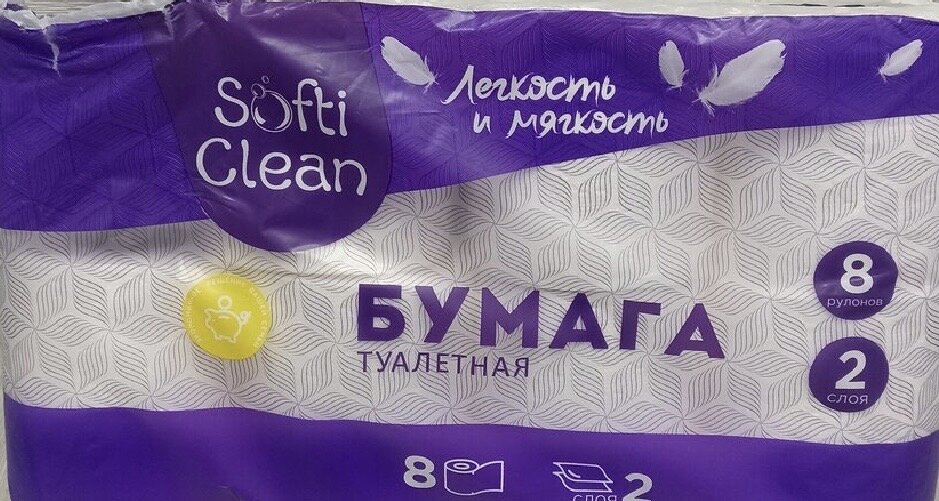 Softi
Clean
Легкость
и мягкость
БУМАГА
ТУАЛЕТНАЯ
8
рулонов
2
слоя
8
слоя 2